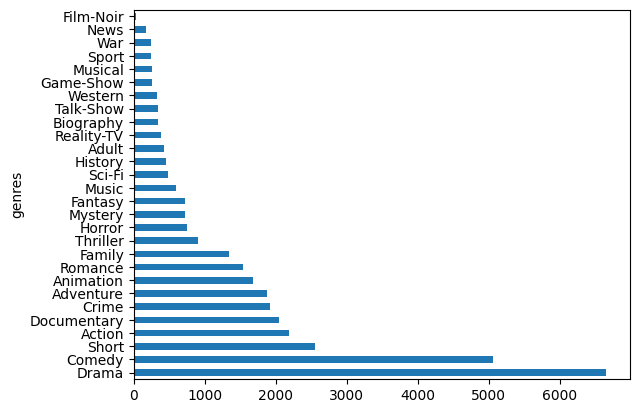 Film-Noir
News
War
Sport
Musical
Game-Show
Western
Talk-Show
Biography
Reality-TV
Adult
History
Sci-Fi
Music
Fantasy
Mystery
Horror
Thriller
Family
Romance
Animation
Adventure
Crime
Documentary
Action
Short
Comedy
Drama
genres
0 1000 2000 3000 4000 5000 6000